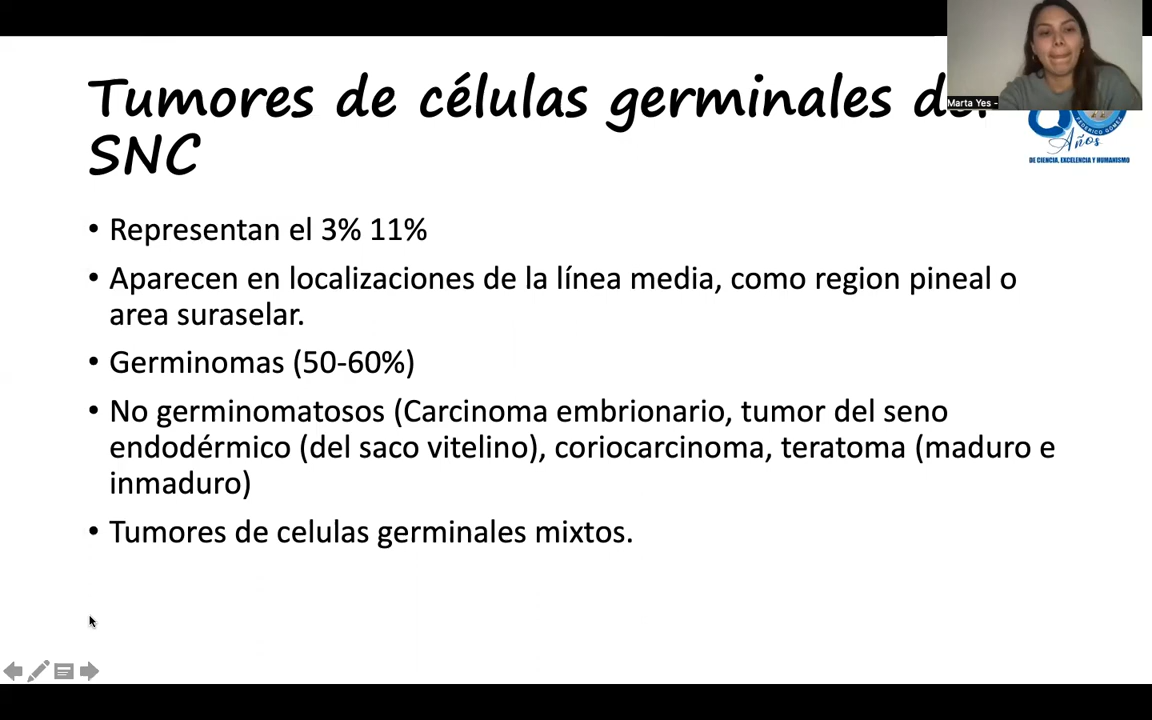 Tumores de células germinales
SNC
Marta Yes -
FEDERICO GÓMEZ
Años
DE CIENCIA, EXCELENCIA Y HUMANISMO
• Representan el 3% 11%
• Aparecen en localizaciones de la línea media, como region pineal o
area suraselar.
• Germinomas (50-60%)
• No germinomatosos (Carcinoma embrionario, tumor del seno
endodérmico (del saco vitelino), coriocarcinoma, teratoma (maduro e
inmaduro)
• Tumores de celulas germinales mixtos.